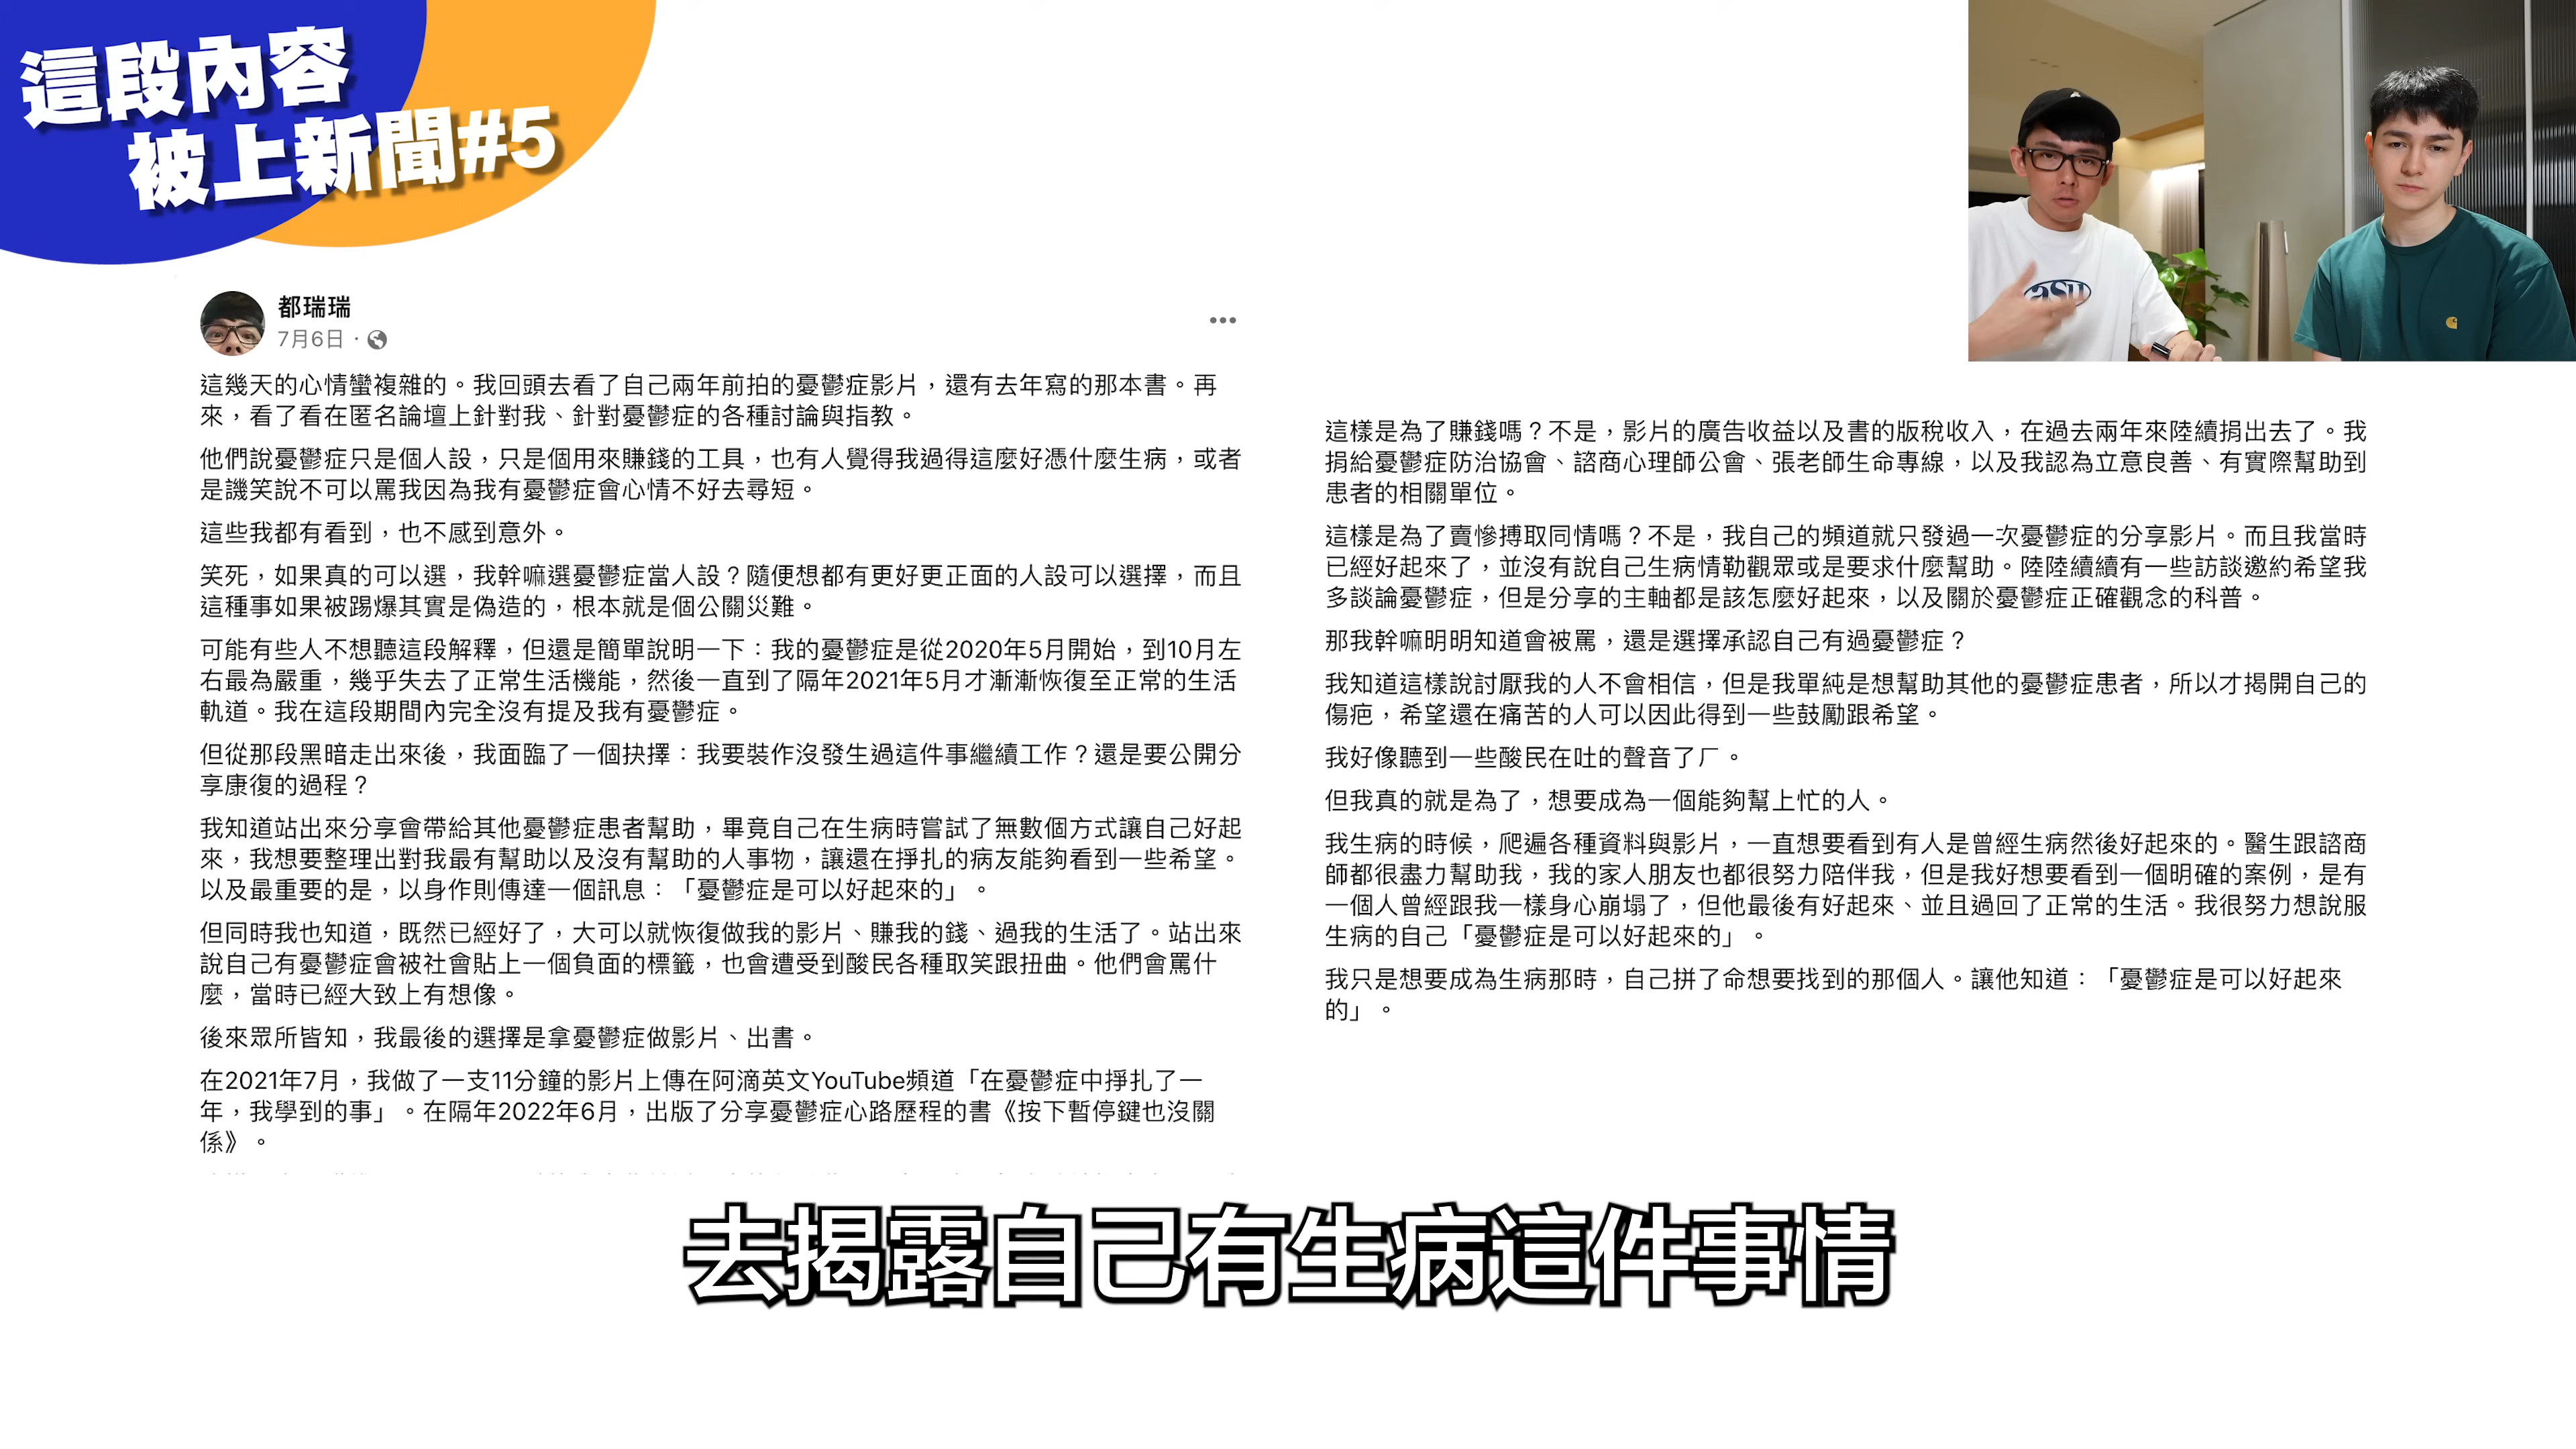 這段內容
被上新聞#5
都瑞瑞
7月6日
這幾天的心情蠻複雜的。我回頭去看了自己兩年前拍的憂鬱症影片，還有去年寫的那本書。再
來，看了看在匿名論壇上針對我、針對憂鬱症的各種討論與指教。
他們說憂鬱症只是個人設，只是個用來賺錢的工具，也有人覺得我過得這麼好憑什麼生病，或者
是譏笑說不可以罵我因為我有憂鬱症會心情不好去尋短。
這些我都有看到，也不感到意外。
笑死，如果真的可以選，我幹嘛選憂鬱症當人設？隨便想都有更好更正面的人設可以選擇，而且
這種事如果被踢爆其實是偽造的，根本就是個公關災難。
可能有些人不想聽這段解釋，但還是簡單說明一下：我的憂鬱症是從2020年5月開始，到10月左
右最為嚴重，幾乎失去了正常生活機能，然後一直到了隔年2021年5月才漸漸恢復至正常的生活
軌道。我在這段期間內完全沒有提及我有憂鬱症。
但從那段黑暗走出來後，我面臨了一個抉擇：我要裝作沒發生過這件事繼續工作？還是要公開分
享康復的過程？
我知道站出來分享會帶給其他憂鬱症患者幫助，畢竟自己在生病時嘗試了無數個方式讓自己好起
來，我想要整理出對我最有幫助以及沒有幫助的人事物，讓還在掙扎的病友能夠看到一些希望。
以及最重要的是，以身作則傳達一個訊息：「憂鬱症是可以好起來的」。
但同時我也知道，既然已經好了，大可以就恢復做我的影片、賺我的錢、過我的生活了。站出來
說自己有憂鬱症會被社會貼上一個負面的標籤，也會遭受到酸民各種取笑跟扭曲。他們會罵什
麼，當時已經大致上有想像。
後來眾所皆知，我最後的選擇是拿憂鬱症做影片、出書。
在2021年7月，我做了一支11分鐘的影片上傳在阿滴英文YouTube頻道「在憂鬱症中掙扎了一
年，我學到的事」。在隔年2022年6月，出版了分享憂鬱症心路歷程的書《按下暫停鍵也沒關
係》。
這樣是為了賺錢嗎？不是，影片的廣告收益以及書的版稅收入，在過去兩年來陸續捐出去了。我
捐給憂鬱症防治協會、諮商心理師公會、張老師生命專線，以及我認為立意良善、有實際幫助到
患者的相關單位。
這樣是為了賣慘搏取同情嗎？不是，我自己的頻道就只發過一次憂鬱症的分享影片。而且我當時
已經好起來了，並沒有說自己生病情勒觀眾或是要求什麼幫助。陸陸續續有一些訪談邀約希望我
多談論憂鬱症，但是分享的主軸都是該怎麼好起來，以及關於憂鬱症正確觀念的科普。
那我幹嘛明明知道會被罵，還是選擇承認自己有過憂鬱症？
我知道這樣說討厭我的人不會相信，但是我單純是想幫助其他的憂鬱症患者，所以才揭開自己的
傷疤，希望還在痛苦的人可以因此得到一些鼓勵跟希望。
我好像聽到一些酸民在吐的聲音了ㄏ。
但我真的就是為了，想要成為一個能夠幫上忙的人。
我生病的時候，爬遍各種資料與影片，一直想要看到有人是曾經生病然後好起來的。醫生跟諮商
師都很盡力幫助我，我的家人朋友也都很努力陪伴我，但是我好想要看到一個明確的案例，是有
一個人曾經跟我一樣身心崩塌了，但他最後有好起來、並且過回了正常的生活。我很努力想說服
生病的自己「憂鬱症是可以好起來的」。
我只是想要成為生病那時，自己拼了命想要找到的那個人。讓他知道：「憂鬱症是可以好起來
的」。
asu
去揭露自己有生病這件事情